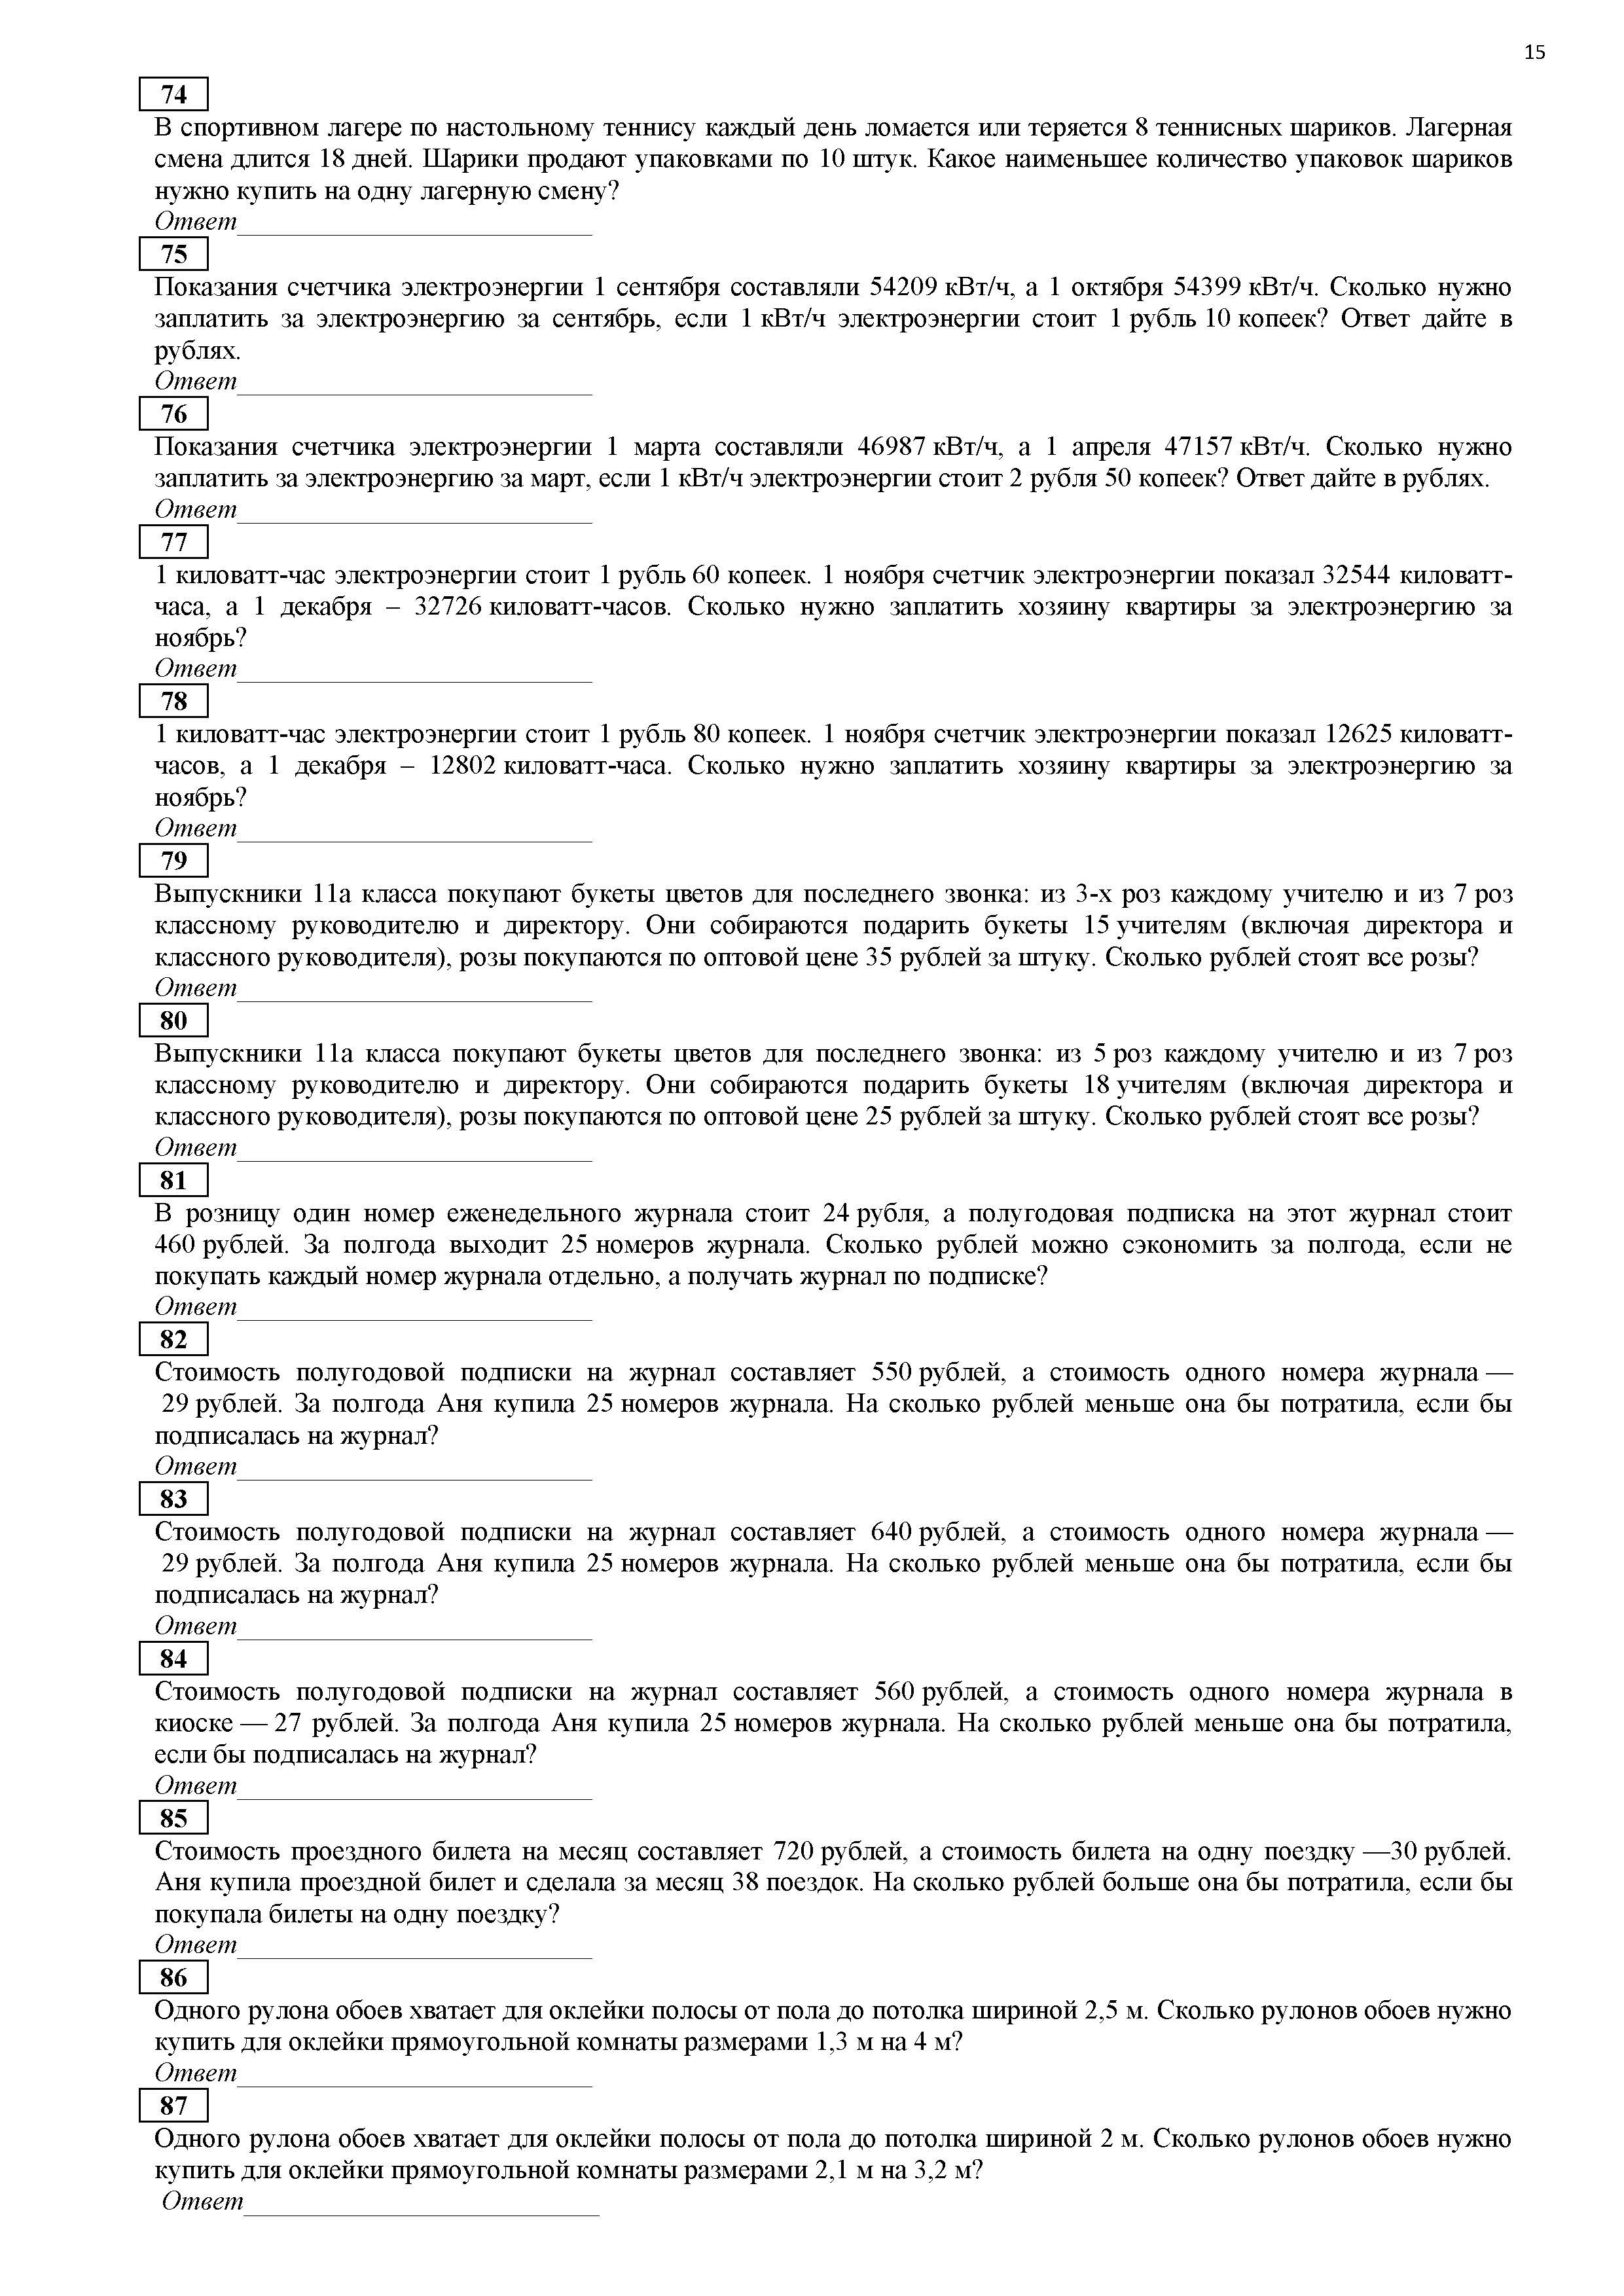 15
74
В спортивном лагере по настольному теннису каждый день ломается или теряется 8 теннисных шариков. Лагерная
смена длится 18 дней. Шарики продают упаковками по 10 штук. Какое наименьшее количество упаковок шариков
нужно купить на одну лагерную смену?
Ответ___________________________
75
Показания счетчика электроэнергии 1 сентября составляли 54209 кВт/ч, а 1 октября 54399 кВт/ч. Сколько нужно
заплатить за электроэнергию за сентябрь, если 1 кВт/ч электроэнергии стоит 1 рубль 10 копеек? Ответ дайте в
рублях.
Ответ___________________________
76
Показания счетчика электроэнергии 1 марта составляли 46987 кВт/ч, а 1 апреля 47157 кВт/ч. Сколько нужно
заплатить за электроэнергию за март, если 1 кВт/ч электроэнергии стоит 2 рубля 50 копеек? Ответ дайте в рублях.
Ответ___________________________
77
1 киловатт-час электроэнергии стоит 1 рубль 60 копеек. 1 ноября счетчик электроэнергии показал 32544 киловатт-
часа, а 1 декабря – 32726 киловатт-часов. Сколько нужно заплатить хозяину квартиры за электроэнергию за
ноябрь?
Ответ___________________________
78
1 киловатт-час электроэнергии стоит 1 рубль 80 копеек. 1 ноября счетчик электроэнергии показал 12625 киловатт-
часов, а 1 декабря – 12802 киловатт-часа. Сколько нужно заплатить хозяину квартиры за электроэнергию за
ноябрь?
Ответ___________________________
79
Выпускники 11а класса покупают букеты цветов для последнего звонка: из 3-х роз каждому учителю и из 7 роз
классному руководителю и директору. Они собираются подарить букеты 15 учителям (включая директора и
классного руководителя), розы покупаются по оптовой цене 35 рублей за штуку. Сколько рублей стоят все розы?
Ответ___________________________
80
Выпускники 11а класса покупают букеты цветов для последнего звонка: из 5 роз каждому учителю и из 7 роз
классному руководителю и директору. Они собираются подарить букеты 18 учителям (включая директора и
классного руководителя), розы покупаются по оптовой цене 25 рублей за штуку. Сколько рублей стоят все розы?
Ответ___________________________
81
В розницу один номер еженедельного журнала стоит 24 рубля, а полугодовая подписка на этот журнал стоит
460 рублей. За полгода выходит 25 номеров журнала. Сколько рублей можно сэкономить за полгода, если не
покупать каждый номер журнала отдельно, а получать журнал по подписке?
Ответ___________________________
82
Стоимость полугодовой подписки на журнал составляет 550 рублей, а стоимость одного номера журнала —
29 рублей. За полгода Аня купила 25 номеров журнала. На сколько рублей меньше она бы потратила, если бы
подписалась на журнал?
Ответ___________________________
83
Стоимость полугодовой подписки на журнал составляет 640 рублей, а стоимость одного номера журнала —
29 рублей. За полгода Аня купила 25 номеров журнала. На сколько рублей меньше она бы потратила, если бы
подписалась на журнал?
Ответ___________________________
84
Стоимость полугодовой подписки на журнал составляет 560 рублей, а стоимость одного номера журнала в
киоске — 27 рублей. За полгода Аня купила 25 номеров журнала. На сколько рублей меньше она бы потратила,
если бы подписалась на журнал?
Ответ___________________________
85
Стоимость проездного билета на месяц составляет 720 рублей, а стоимость билета на одну поездку —30 рублей.
Аня купила проездной билет и сделала за месяц 38 поездок. На сколько рублей больше она бы потратила, если бы
покупала билеты на одну поездку?
Ответ___________________________
86
Одного рулона обоев хватает для оклейки полосы от пола до потолка шириной 2,5 м. Сколько рулонов обоев нужно
купить для оклейки прямоугольной комнаты размерами 1,3 м на 4 м?
Ответ___________________________
87
Одного рулона обоев хватает для оклейки полосы от пола до потолка шириной 2 м. Сколько рулонов обоев нужно
купить для оклейки прямоугольной комнаты размерами 2,1 м на 3,2 м?
Ответ___________________________